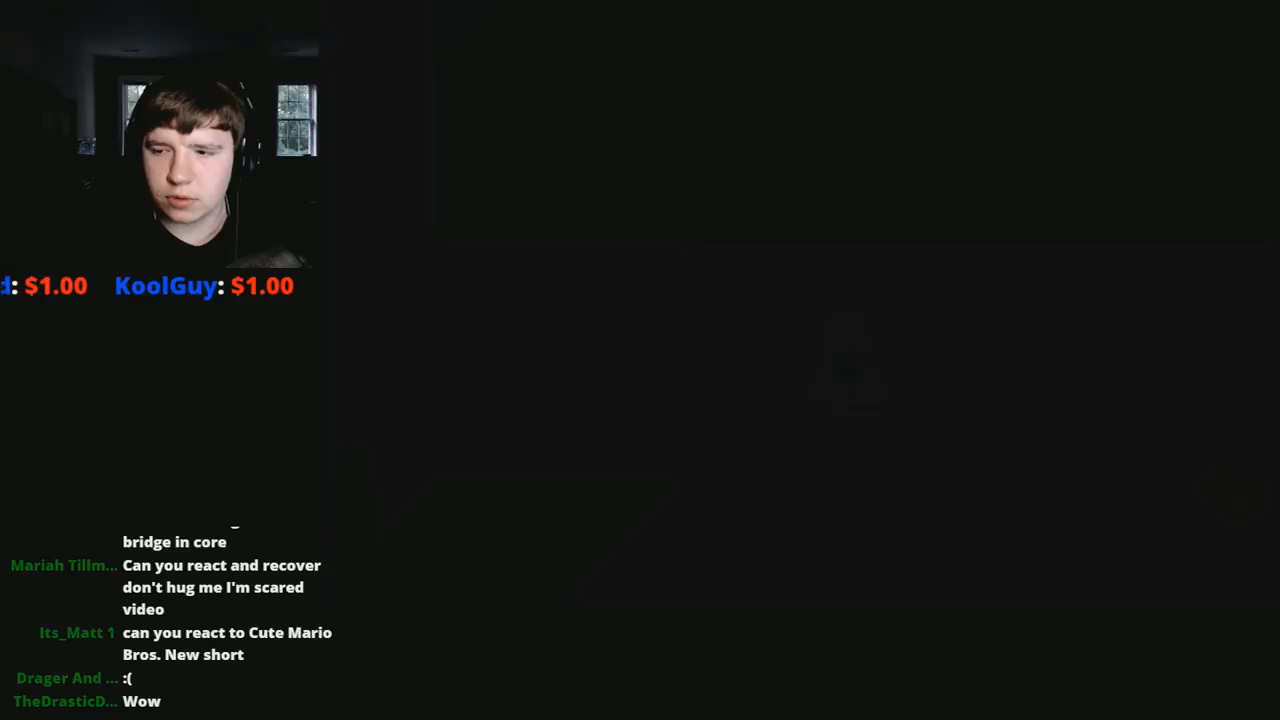 : $1.00 KoolGuy: $1.00
bridge in core
Mariah Tillm... Can you react and recover
don't hug me I'm scared
video
Its_Matt 1 can you react to Cute Mario
Bros. New short
Drager And ... :(
TheDrasticD... Wow